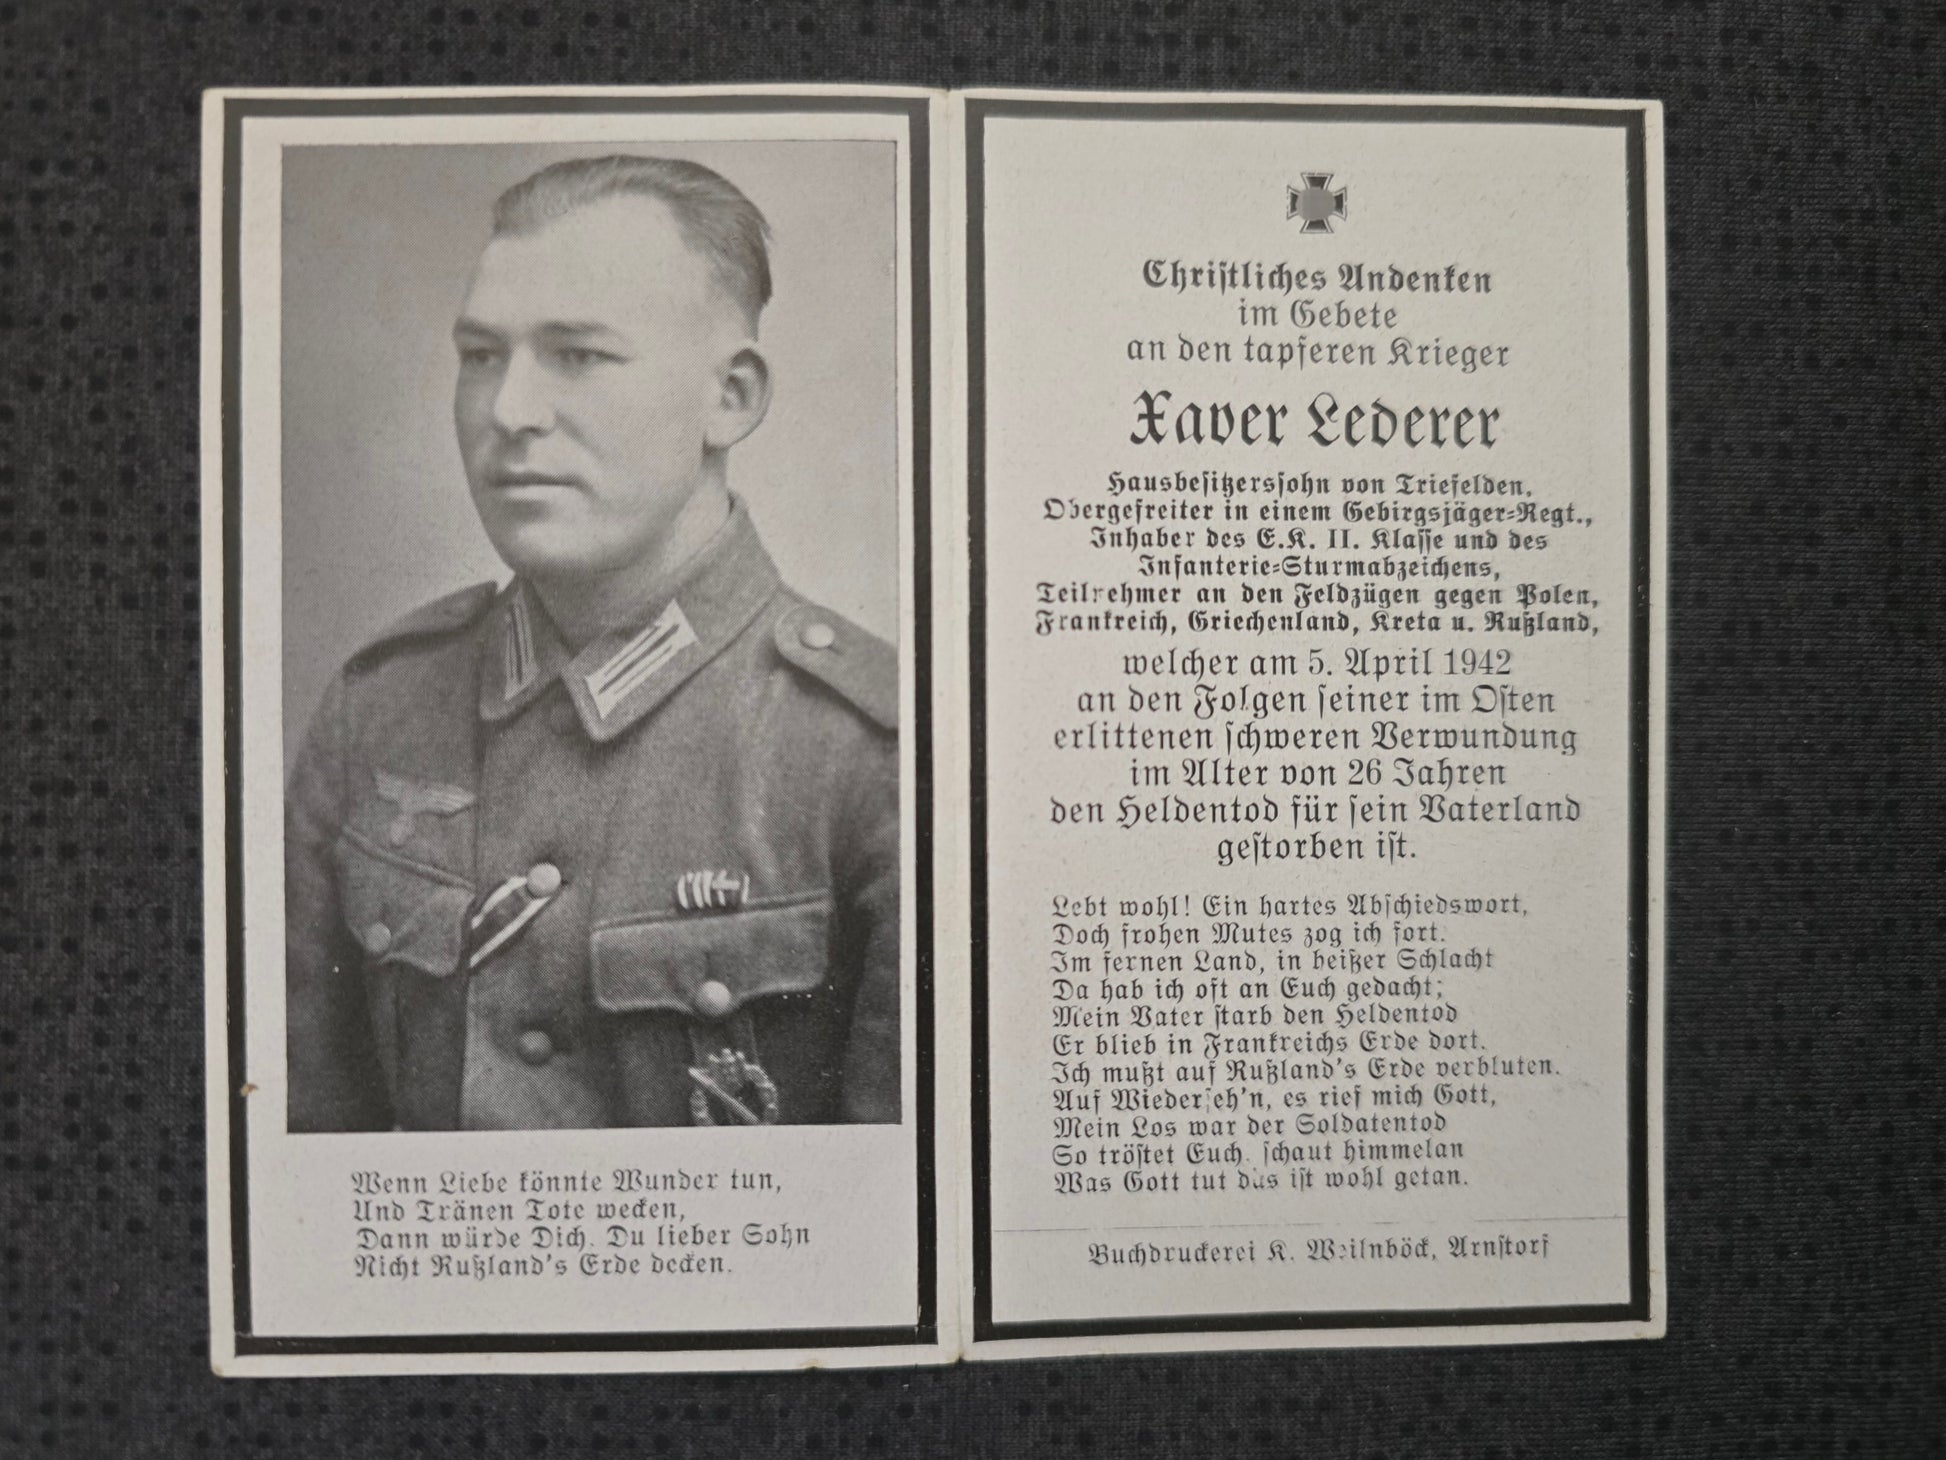 Wenn Liebe könnte Wunder tun,
Und Tränen Tote wecken,
Dann würde Dich. Du lieber Sohn
Nicht Rußland's Erde decken.
Christliches Andenken
im Gebete
an den tapferen Krieger
Xaver Lederer
Hausbesitzerssohn von Triefelden,
Obergefreiter in einem Gebirgsjäger-Regt.,
Inhaber des E.K. II. Klasse und des
Infanterie-Sturmabzeichens,
Teilnehmer an den Feldzügen gegen Polen,
Frankreich, Griechenland, Kreta u. Rußland,
welcher am 5. April 1942
an den Folgen seiner im Osten
erlittenen schweren Verwundung
im Alter von 26 Jahren
den Heldentod für sein Vaterland
gestorben ist.
Lebt wohl! Ein hartes Abschiedswort,
Doch frohen Mutes zog ich fort.
Im fernen Land, in heißer Schlacht
Da hab ich oft an Euch gedacht;
Mein Vater starb den Heldentod
Er blieb in Frankreichs Erde dort.
Ich mußt auf Rußland's Erde verbluten.
Auf Wiederseh'n, es rief mich Gott,
Mein Los war der Soldatentod
So tröstet Euch. schaut himmelan
Was Gott tut das ist wohl getan.
Buchdruckerei K. Weilnböck, Arnstorf